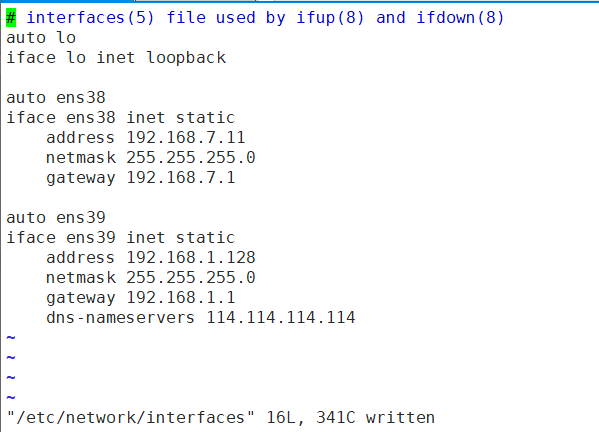 # interfaces(5) file used by ifup(8) and ifdown(8)
auto lo
iface lo inet loopback

auto ens38
iface ens38 inet static
    address 192.168.7.11
    netmask 255.255.255.0
    gateway 192.168.7.1

auto ens39
iface ens39 inet static
    address 192.168.1.128
    netmask 255.255.255.0
    gateway 192.168.1.1
    dns-nameservers 114.114.114.114
~
~
~
~
"/etc/network/interfaces" 16L, 341C written